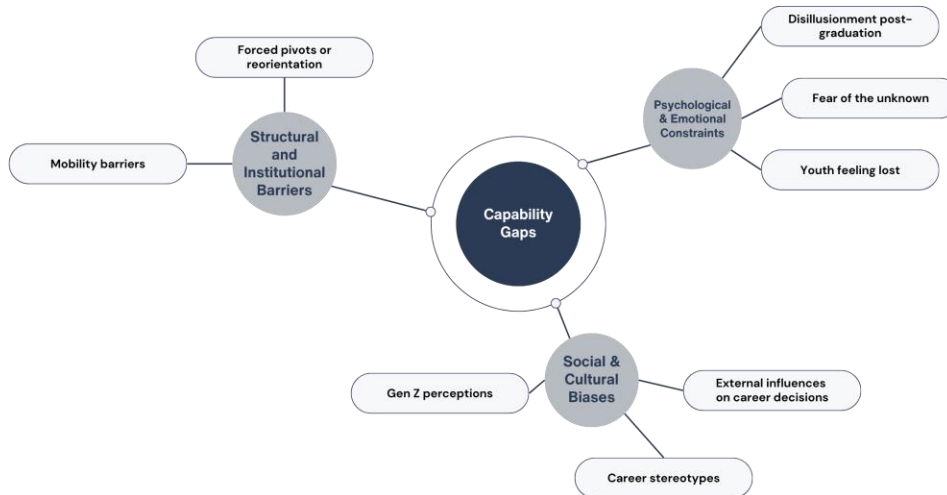 Disillusionment post-
graduation
Forced pivots or
reorientation
Fear of the unknown
Psychological
& Emotional
Constraints
Structural
and
Institutional
Barriers
Mobility barriers
Youth feeling lost
Capability
Gaps
Social &
Cultural
Biases
Gen Z perceptions
External influences
on career decisions
Career stereotypes